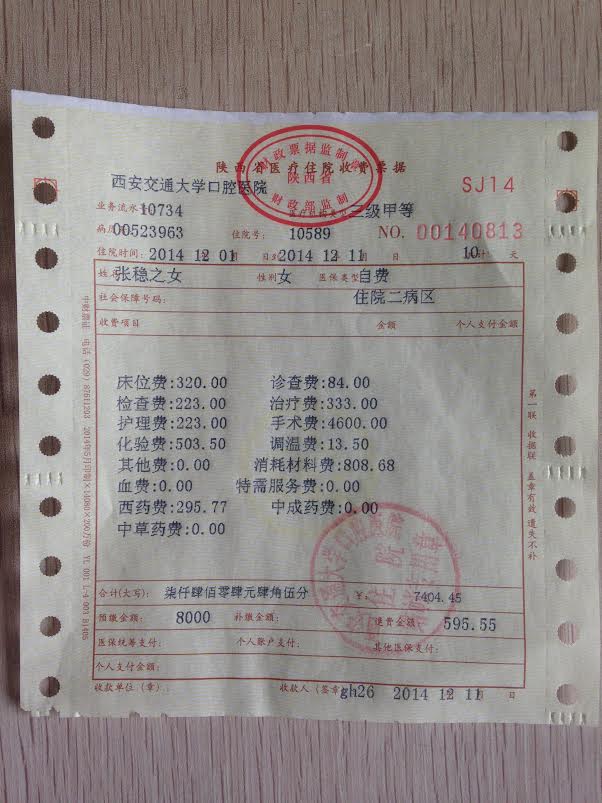 陕西省医疗住院收费票据
财政票据监制章
陕西省
财政部监制
西安交通大学口腔医院
SJ14
业务流水 10734 三级甲等
00523963 住院号: 10589 NO. 00140813
住院时间: 2014 12 01 日到 2014 12 11 日 10 天
姓名 张稳之女 性别 女 医保类型 自费
社会保障号码: 住院二病区
收费项目 金额 个人支付金额
床位费:320.00 诊查费:84.00
检查费:223.00 治疗费:333.00
护理费:223.00 手术费:4600.00
化验费:503.50 调温费:13.50
其他费:0.00 消耗材料费:808.68
血费:0.00 特需服务费:0.00
西药费:295.77 中成药费:0.00
中草药费:0.00
合计(大写): 柒仟肆佰零肆元肆角伍分 ¥: 7404.45
预缴金额: 8000 补缴金额: 退费金额: 595.55
医保统筹支付: 个人账户支付: 其他医保支付:
个人支付金额:
收款单位(章): 收款人(签章) gh26 2014 12 11 日
第一联 收据联 盖章有效 遗失不补